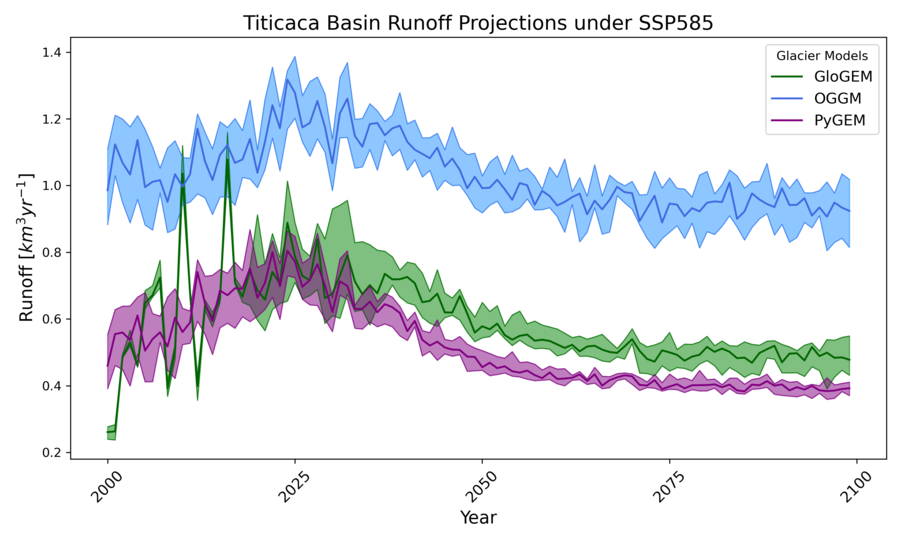 Titicaca Basin Runoff Projections under SSP585
Glacier Models
GloGEM
OGGM
PyGEM
Runoff [km³yr⁻¹]
1.4
1.2
1.0
0.8
0.6
0.4
0.2
2000
2025
2050
2075
2100
Year